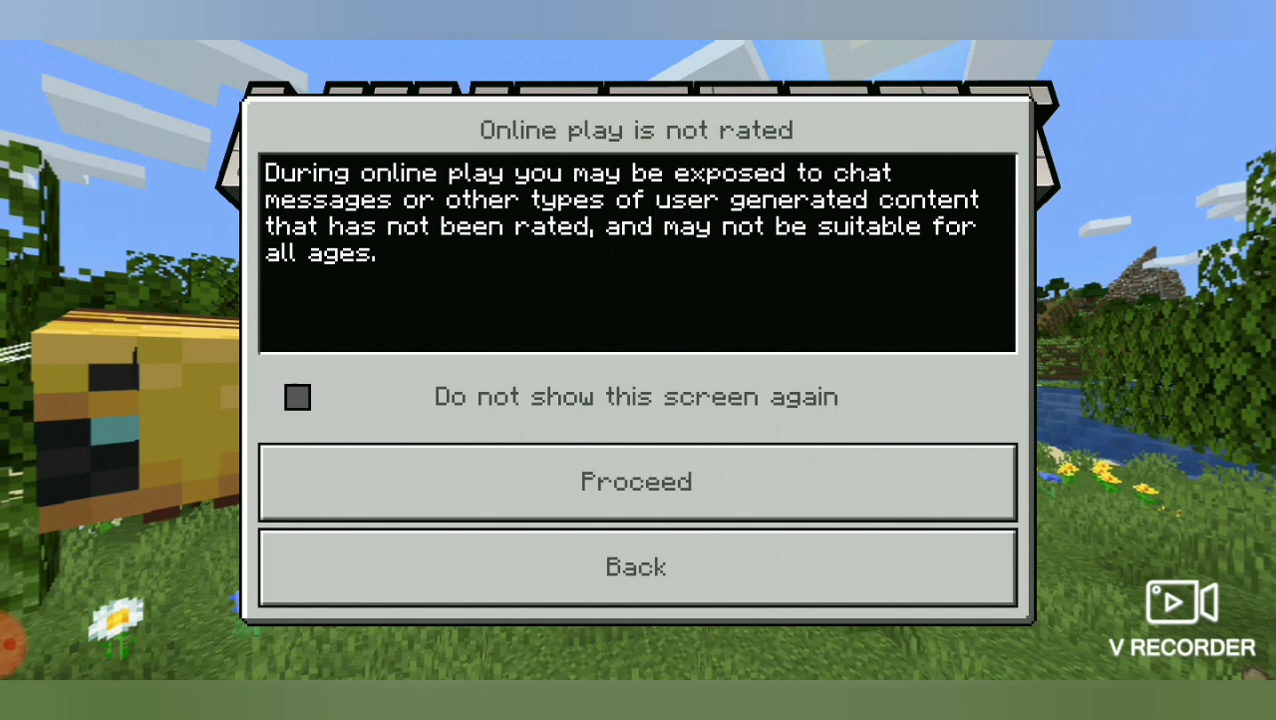 Online play is not rated
During online play you may be exposed to chat
messages or other types of user generated content
that has not been rated, and may not be suitable for
all ages.
Do not show this screen again
Proceed
Back
V RECORDER